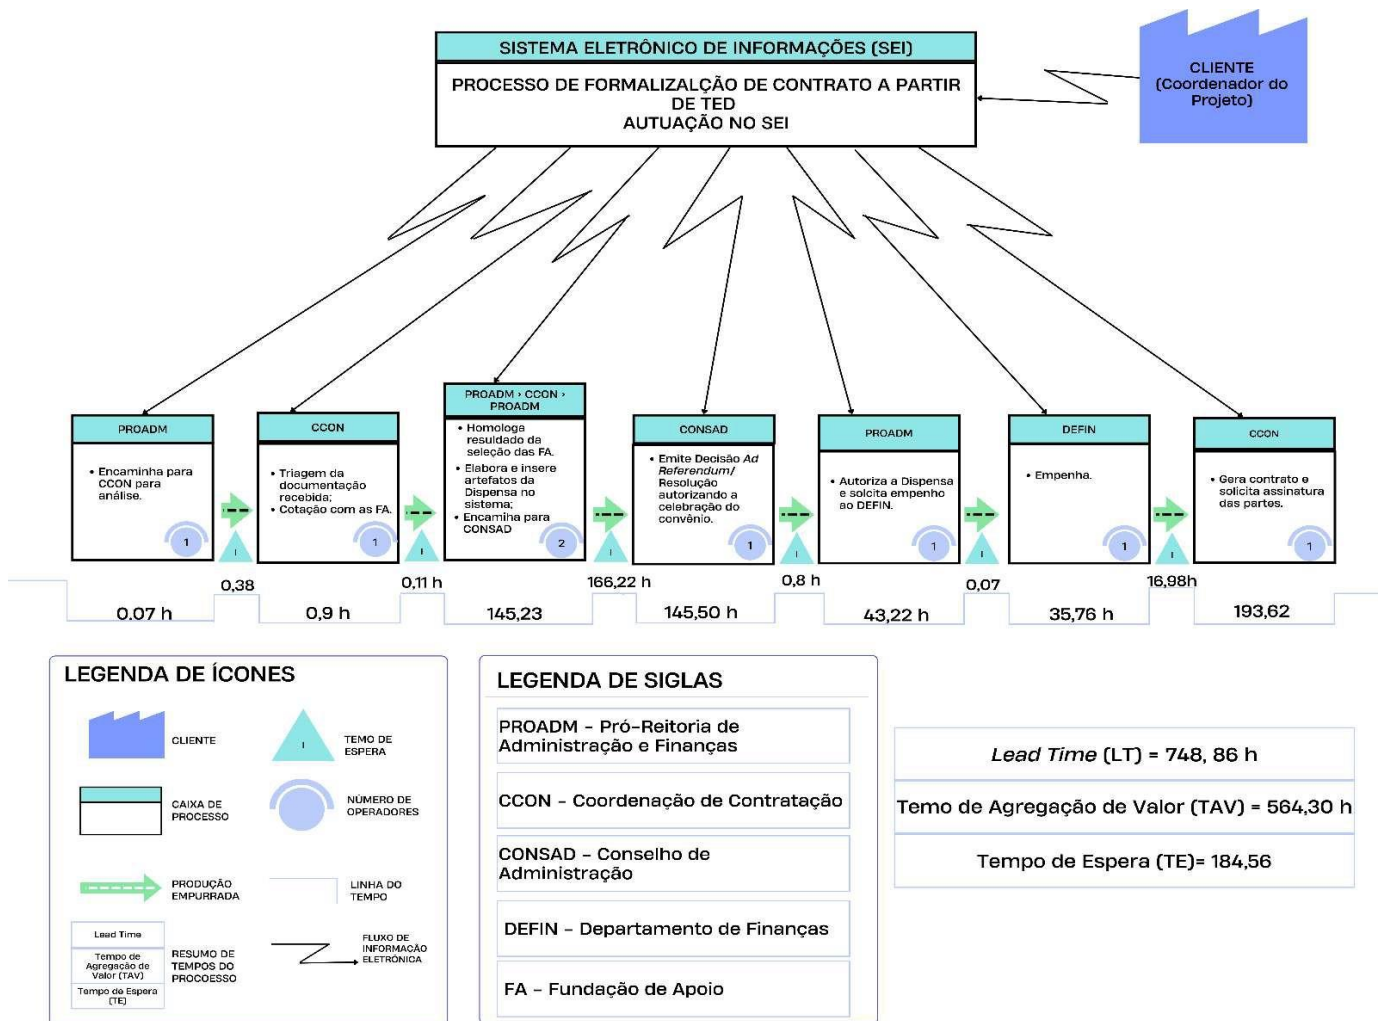 SISTEMA ELETRÔNICO DE INFORMAÇÕES (SEI)
PROCESSO DE FORMALIZALÇÃO DE CONTRATO A PARTIR
DE TED
AUTUAÇÃO NO SEI
CLIENTE
(Coordenador do
Projeto)
PROADM
• Encaminha para
CCON para
análise.
1
CCON
• Triagem da
documentação
recebida;
• Cotação com as FA.
1
PROADM › CCON ›
PROADM
• Homologa
resuldado da
seleção das FA.
• Elabora e insere
artefatos da
Dispensa no
sistema;
• Encamiha para
CONSAD
2
CONSAD
• Emite Decisão Ad
Referendum/
Resolução
autorizando a
celebração do
convênio.
1
PROADM
• Autoriza a Dispensa
e solcita empenho
ao DEFIN.
1
DEFIN
• Empenha.
1
CCON
• Gera contrato e
solicita assinatura
das partes.
1
I
I
I
I
I
I
0,38
0,11 h
166,22 h
0,8 h
0,07
16,98h
0,07 h
0,9 h
145,23
145,50 h
43,22 h
35,76 h
193,62
LEGENDA DE ÍCONES
CLIENTE
I
TEMO DE
ESPERA
CAIXA DE
PROCESSO
NÚMERO DE
OPERADORES
PRODUÇÃO
EMPURRADA
LINHA DO
TEMPO
Lead Time
Tempo de
Agregação de
Valor (TAV)
Tempo de Espera
(TE)
RESUMO DE
TEMPOS DO
PROCOESSO
FLUXO DE
INFORMAÇÃO
ELETRÔNICA
LEGENDA DE SIGLAS
PROADM – Pró-Reitoria de
Administração e Finanças
CCON – Coordenação de Contratação
CONSAD – Conselho de
Administração
DEFIN – Departamento de Finanças
FA – Fundação de Apoio
Lead Time (LT) = 748, 86 h
Temo de Agregação de Valor (TAV) = 564,30 h
Tempo de Espera (TE)= 184,56